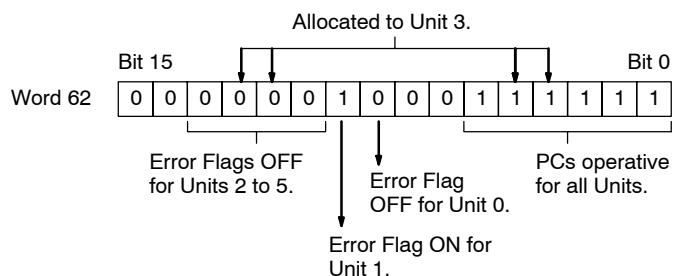 Allocated to Unit 3.
Bit 15 Bit 0
Word 62 0 0 0 0 0 0 1 0 0 0 1 1 1 1 1 1
Error Flags OFF
for Units 2 to 5.
Error Flag
OFF for Unit 0.
PCs operative
for all Units.
Error Flag ON for
Unit 1.